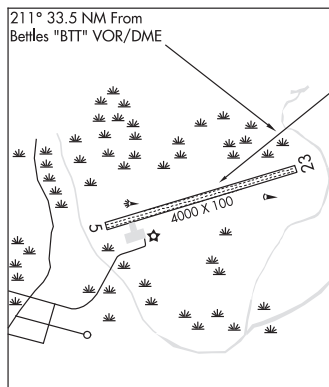 211° 33.5 NM From
Bettles "BTT" VOR/DME
23
4000 X 100
5